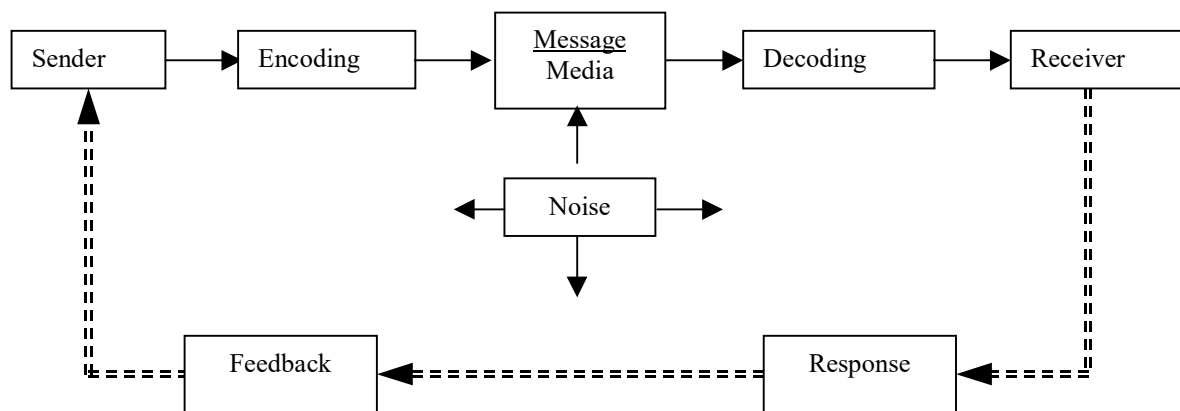 Sender
Encoding
Message
Media
Decoding
Receiver
Noise
Feedback
Response